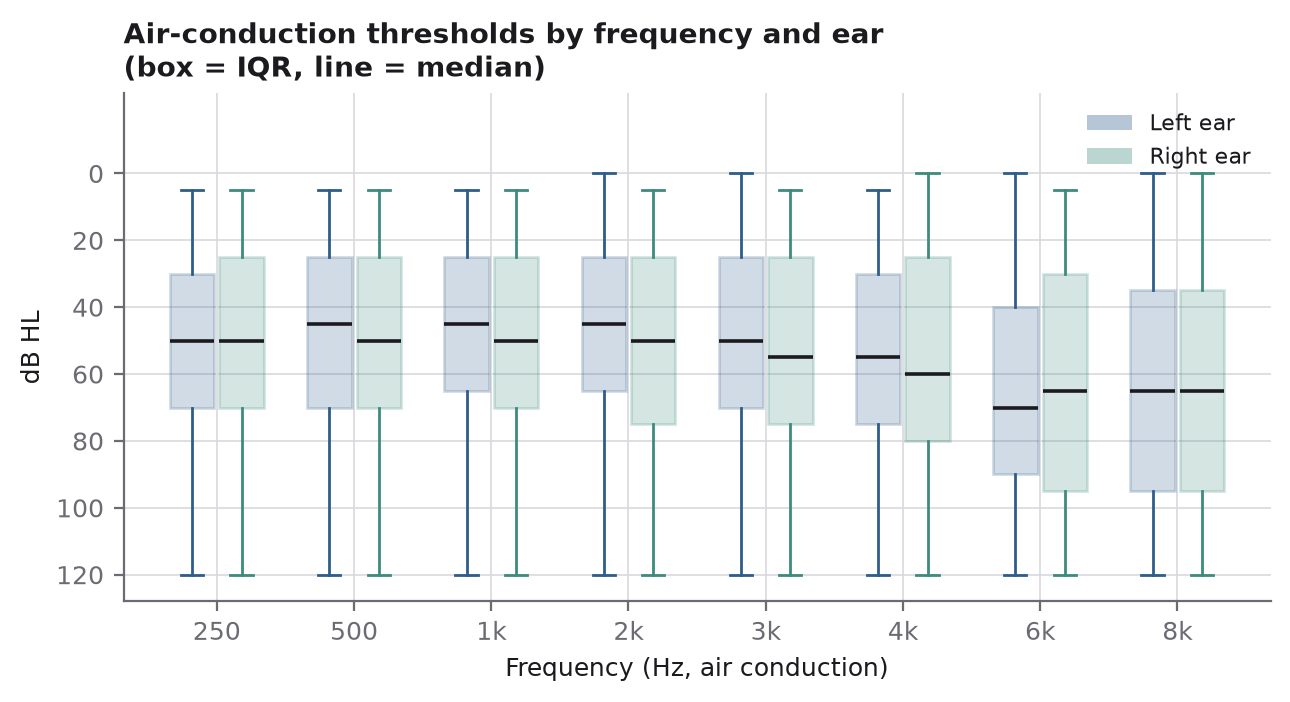 Air-conduction thresholds by frequency and ear
(box = IQR, line = median)
Left ear
Right ear
dB HL
0
20
40
60
80
100
120
250 500 1k 2k 3k 4k 6k 8k
Frequency (Hz, air conduction)